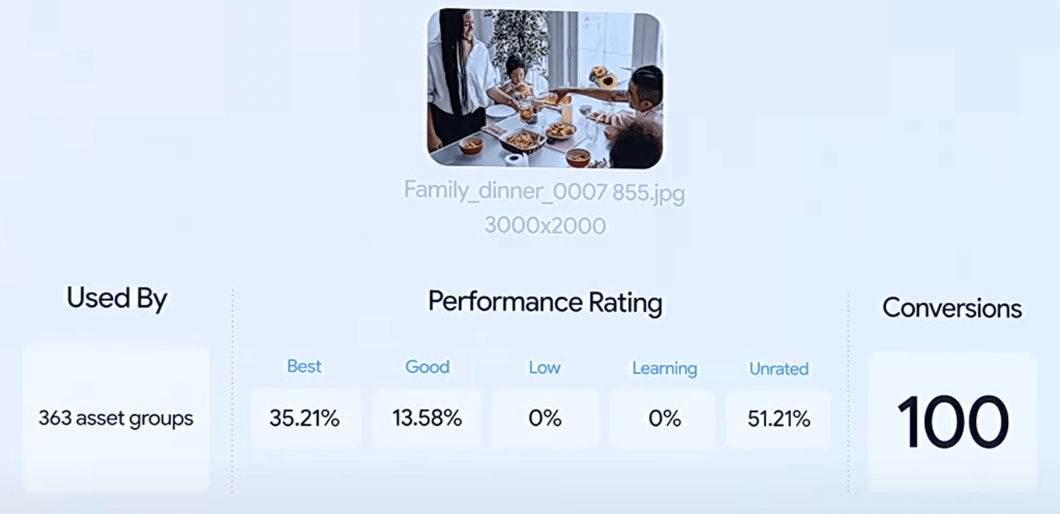 Family_dinner_0007 855.jpg
3000x2000
Used By
Performance Rating
Conversions
Best
Good
Low
Learning
Unrated
363 asset groups
35.21%
13.58%
0%
0%
51.21%
100